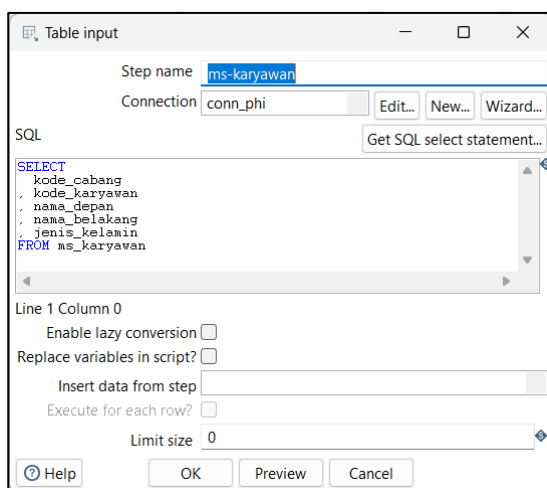 Table input
Step name ms-karyawan
Connection conn_phi Edit... New... Wizard...
SQL Get SQL select statement...
SELECT
kode_cabang
, kode_karyawan
, nama_depan
, nama_belakang
, jenis_kelamin
FROM ms_karyawan
Line 1 Column 0
Enable lazy conversion
Replace variables in script?
Insert data from step
Execute for each row?
Limit size 0
Help OK Preview Cancel